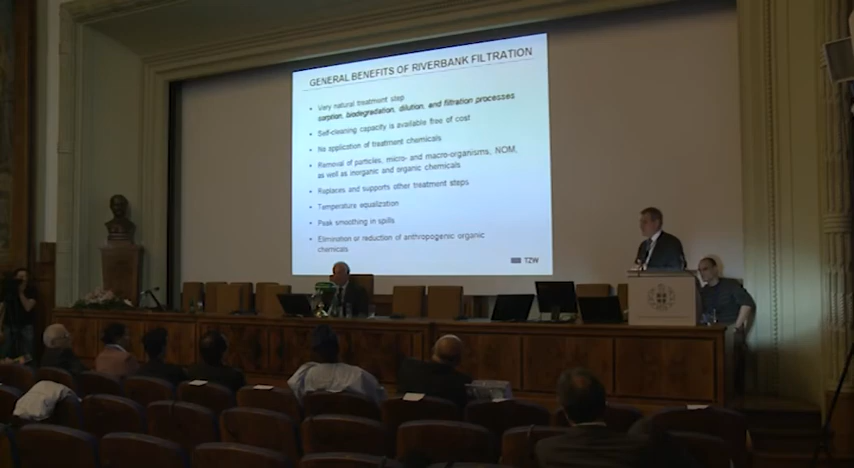 GENERAL BENEFITS OF RIVERBANK FILTRATION
• Very natural treatment step
sorption, biodegradation, dilution, and filtration processes
• Self-cleaning capacity is available free of cost
• No application of treatment chemicals
• Removal of particles, micro- and macro-organisms, NOM,
as well as inorganic and organic chemicals
• Replaces and supports other treatment steps
• Temperature equalization
• Peak smoothing in spills
• Elimination or reduction of anthropogenic organic
chemicals
TZW